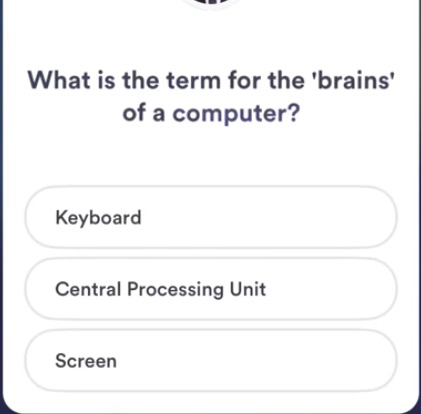 What is the term for the 'brains'
of a computer?
Keyboard
Central Processing Unit
Screen